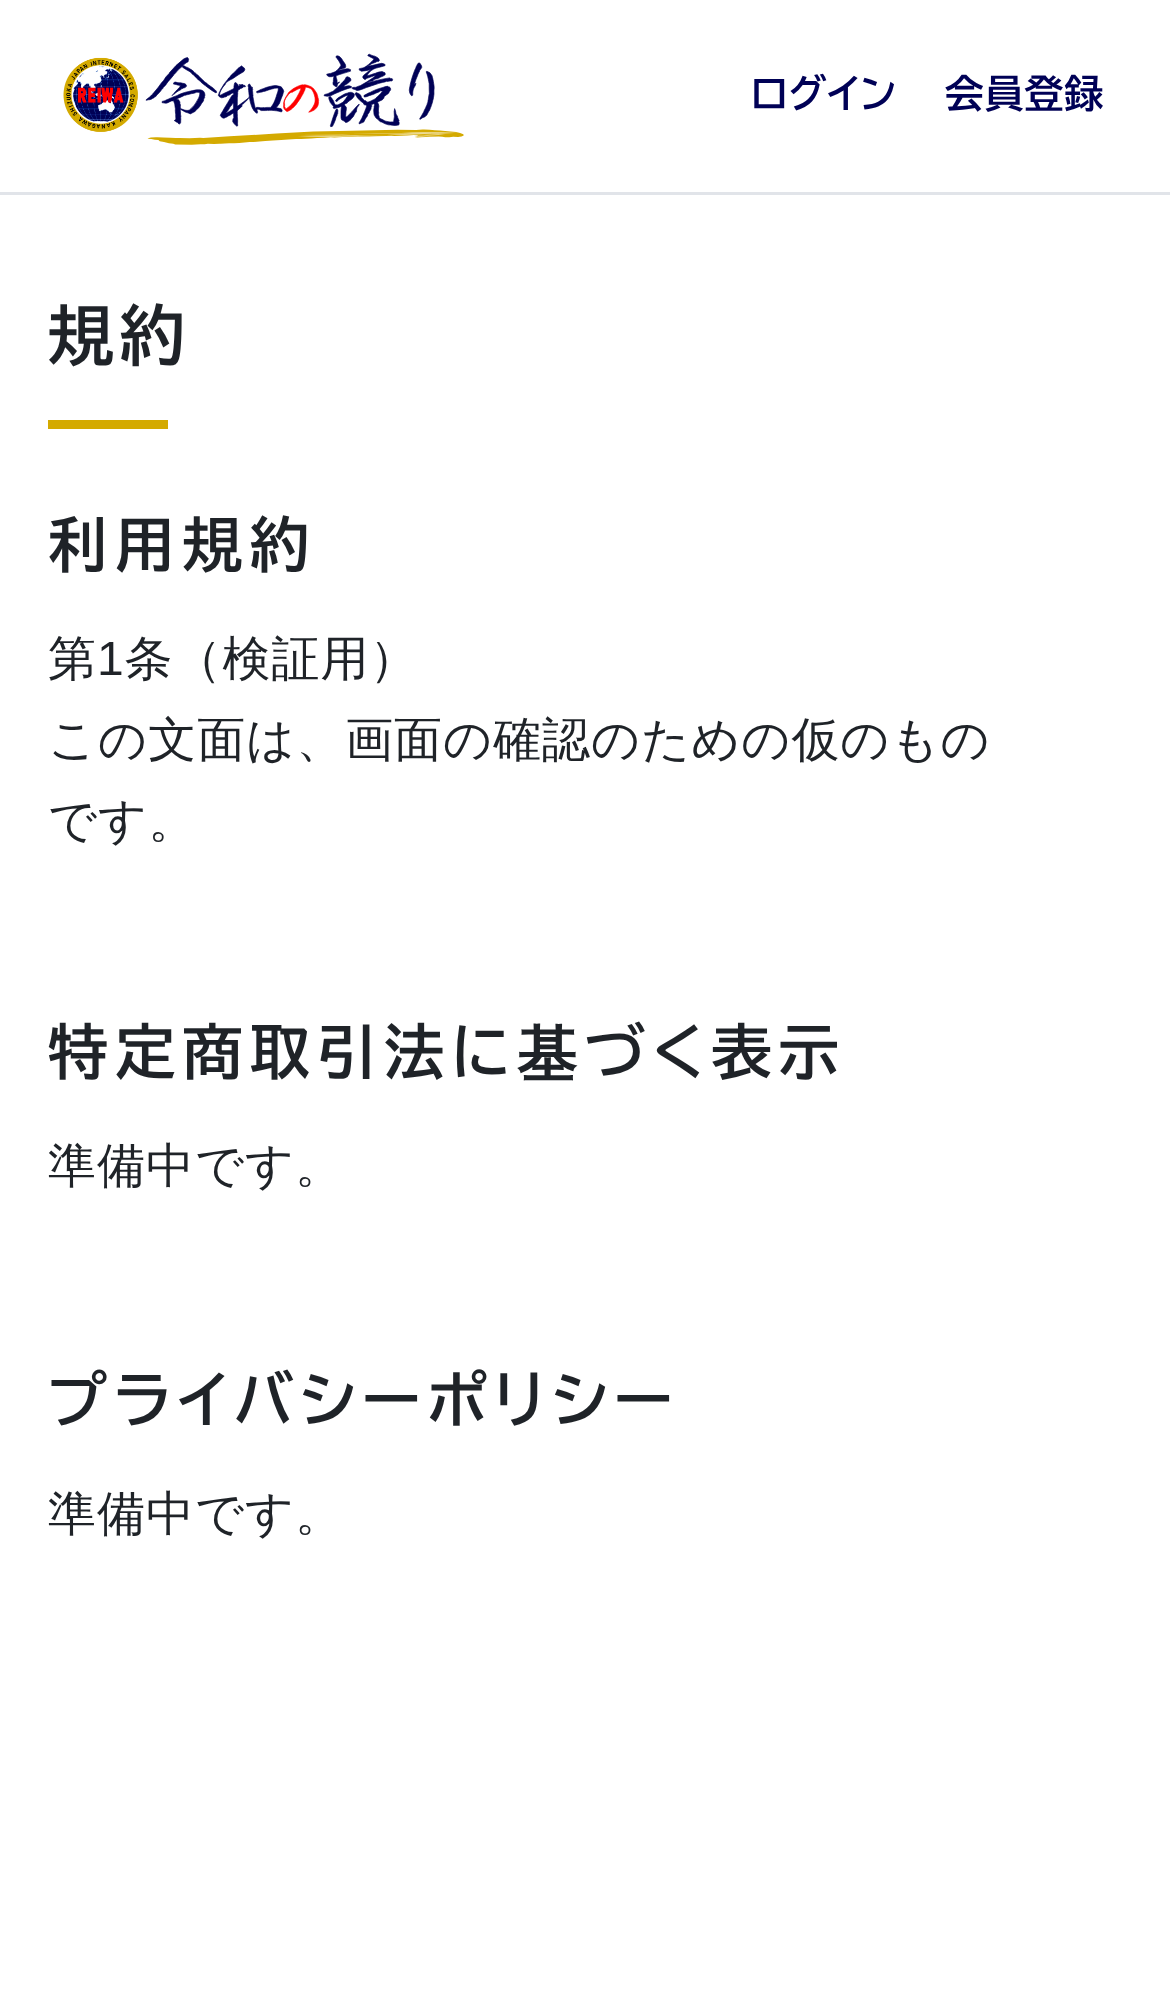 REIWA
令和の競り
ログイン 会員登録
規約
利用規約
第1条（検証用）
この文面は、画面の確認のための仮のもの
です。
特定商取引法に基づく表示
準備中です。
プライバシーポリシー
準備中です。